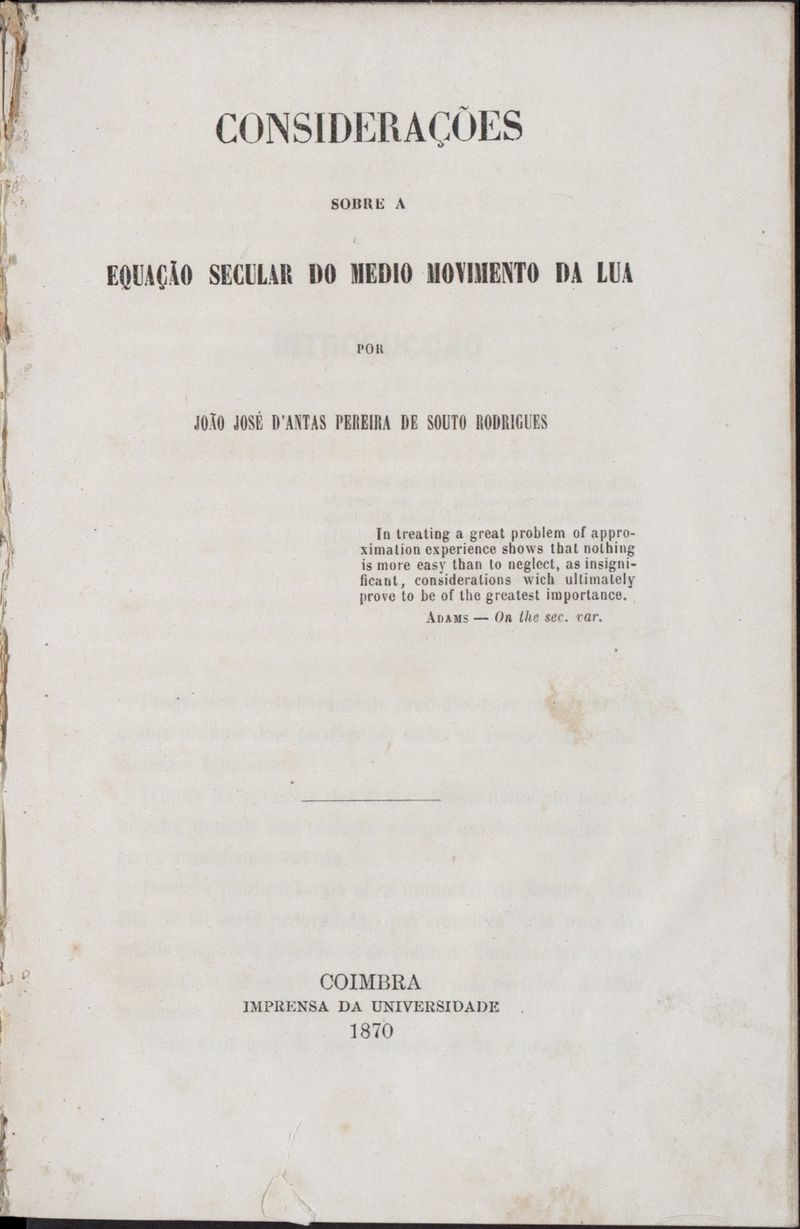 CONSIDERAÇÕES
SOBRE A
EQUAÇÃO SECULAR DO MEDIO MOVIMENTO DA LUA
POR
JOÃO JOSÉ D'ANTAS PEREIRA DE SOUTO RODRIGUES
In treating a great problem of appro-
ximation experience shows that nothing
is more easy than to neglect, as insigni-
ficant, considerations wich ultimately
prove to be of the greatest importance.
ADAMS — On the sec. var.
COIMBRA
IMPRENSA DA UNIVERSIDADE
1870